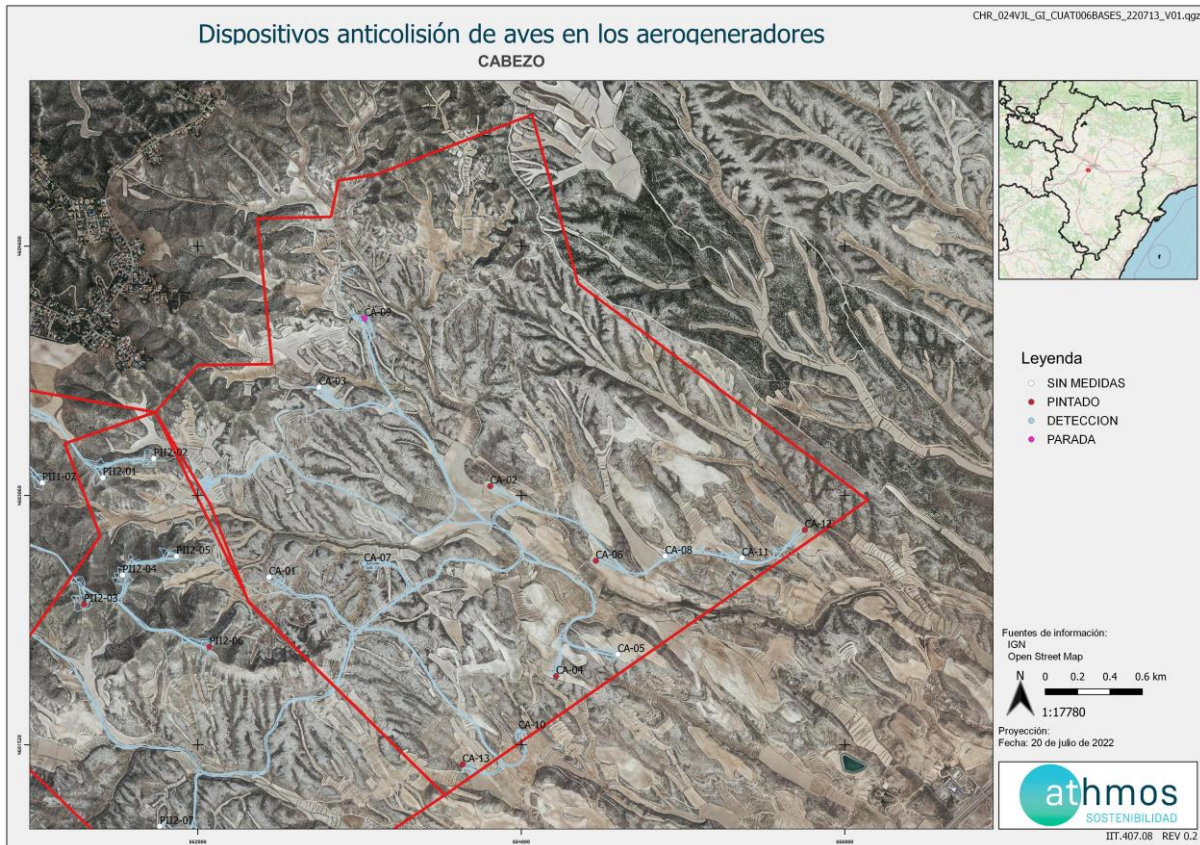 CHR_024VJL_GI_CUAT006BASES_220713_V01.qgz
Dispositivos anticolisión de aves en los aerogeneradores
CABEZO
CA-09
CA-03
PII2-02
PII2-01
PII1-07
CA-02
CA-12
PII2-05
CA-07
CA-06
CA-08
CA-11
PII2-04
CA-01
PII2-03
PII2-06
CA-05
CA-04
CA-10
CA-13
PII2-07
Leyenda
SIN MEDIDAS
PINTADO
DETECCION
PARADA
Fuentes de información:
IGN
Open Street Map
N
0 0.2 0.4 0.6 km
1:17780
Proyección:
Fecha: 20 de julio de 2022
athmos
SOSTENIBILIDAD
IIT.407.08 REV 0.2